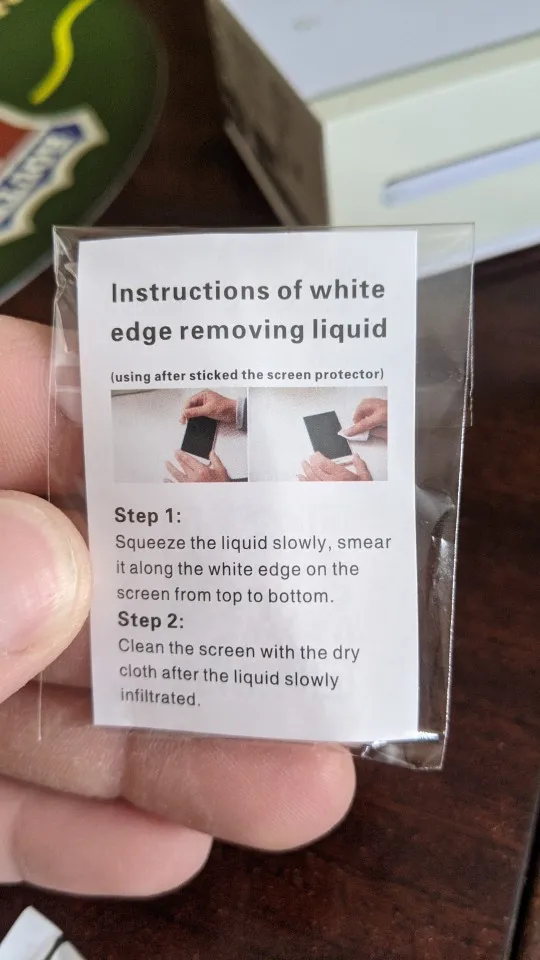 Instructions of white
edge removing liquid
(using after sticked the screen protector)
Step 1:
Squeeze the liquid slowly, smear
it along the white edge on the
screen from top to bottom.
Step 2:
Clean the screen with the dry
cloth after the liquid slowly
infiltrated.